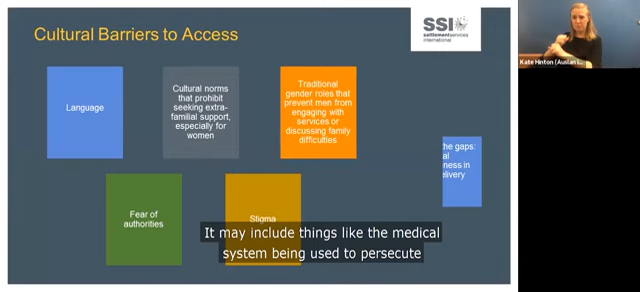 Cultural Barriers to Access
SSI
settlement services
international
Language
Cultural norms
that prohibit
seeking extra-
familial support,
especially for
women
Traditional
gender roles that
prevent men from
engaging with
services or
discussing family
difficulties
the gaps:
al
ness in
elivery
Fear of
authorities
Stigma
It may include things like the medical
system being used to persecute
Kate Hinton (Auslan i...